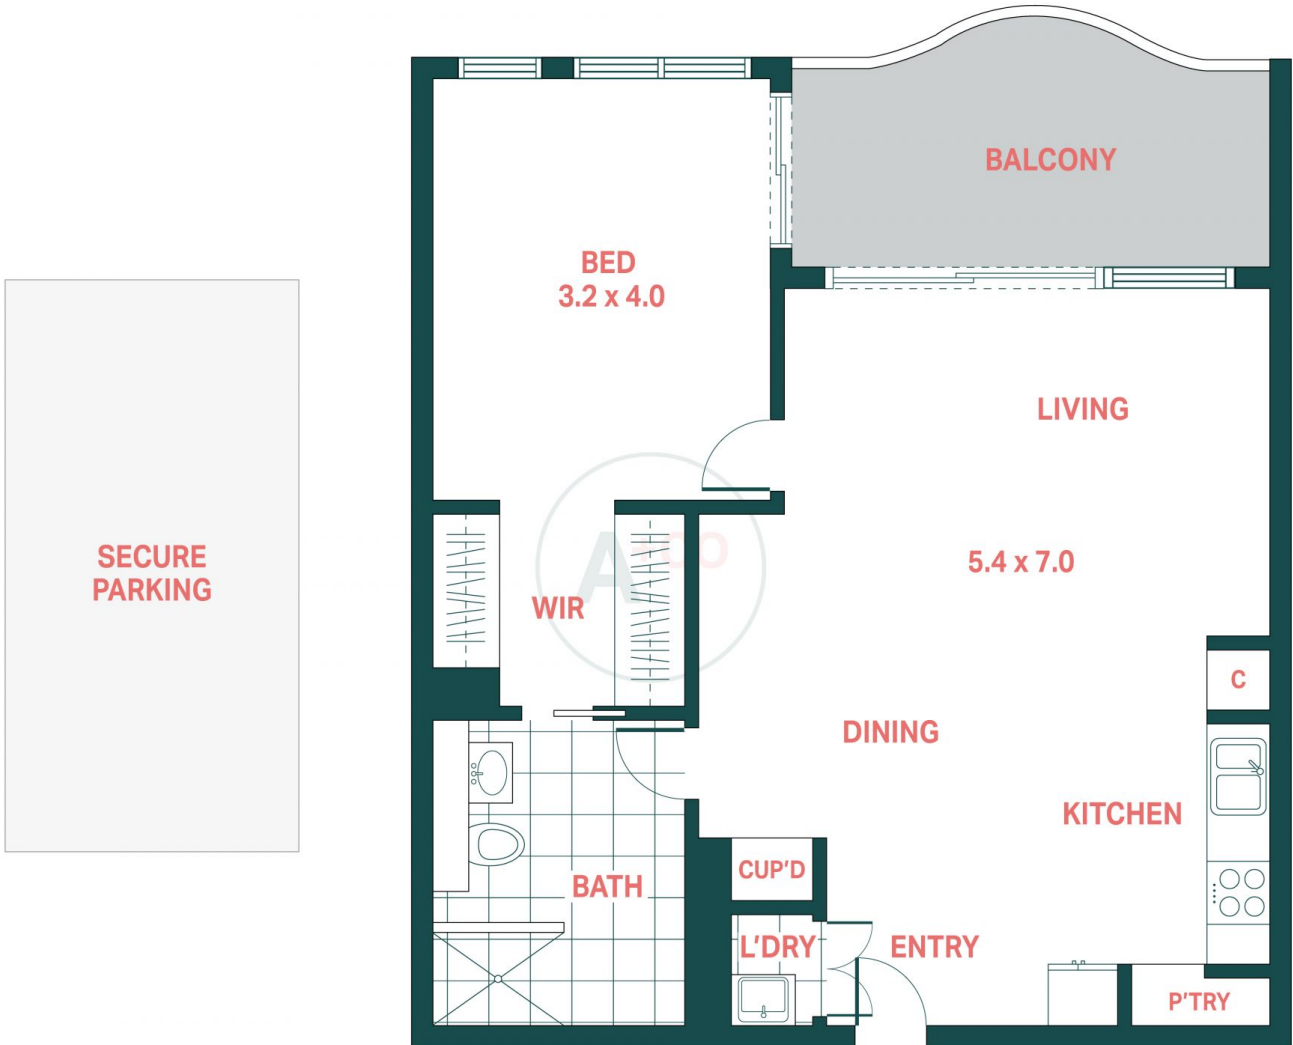 BALCONY
BED
3.2 x 4.0
LIVING
SECURE
PARKING
A+CO
5.4 x 7.0
WIR
C
DINING
KITCHEN
CUP'D
BATH
L'DRY
ENTRY
P'TRY